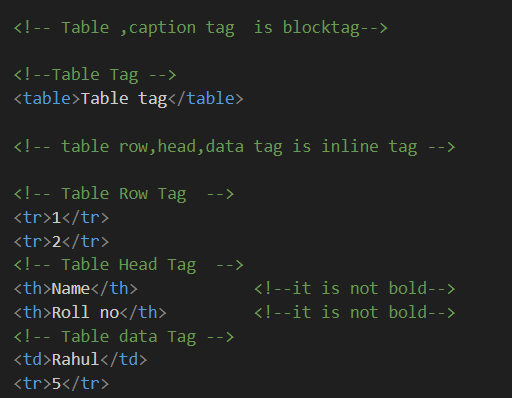 <!-- Table ,caption tag  is blocktag-->
<!--Table Tag -->
<table>Table tag</table>
<!-- table row,head,data tag is inline tag -->
<!-- Table Row Tag  -->
<tr>1</tr>
<tr>2</tr>
<!-- Table Head Tag  -->
<th>Name</th>            <!--it is not bold-->
<th>Roll no</th>         <!--it is not bold-->
<!-- Table data Tag -->
<td>Rahul</td>
<tr>5</tr>